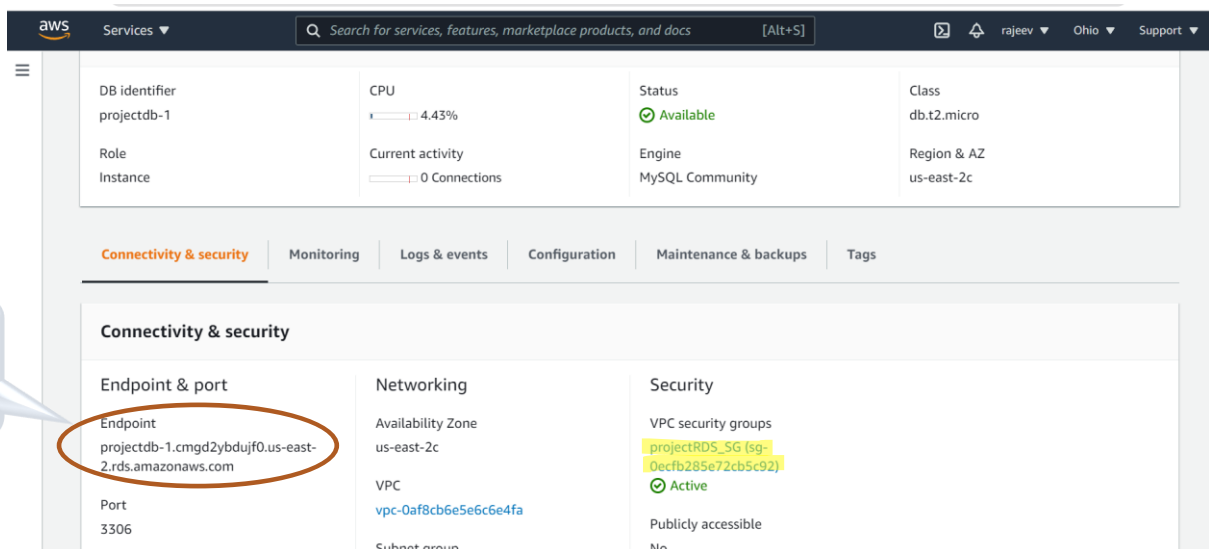 aws Services ▼ Search for services, features, marketplace products, and docs [Alt+S] rajeev ▼ Ohio ▼ Support ▼
DB identifier CPU Status Class
projectdb-1 4.43% Available db.t2.micro
Role Current activity Engine Region & AZ
Instance 0 Connections MySQL Community us-east-2c
Connectivity & security Monitoring Logs & events Configuration Maintenance & backups Tags
Connectivity & security
Endpoint & port Networking Security
Endpoint Availability Zone VPC security groups
projectdb-1.cmgd2ybdujf0.us-east- us-east-2c projectRDS_SG (sg-
2.rds.amazonaws.com 0ecfb285e72cb5c92)
VPC Active
Port vpc-0af8cb6e5e6c6e4fa
3306 Publicly accessible
Subnet group No